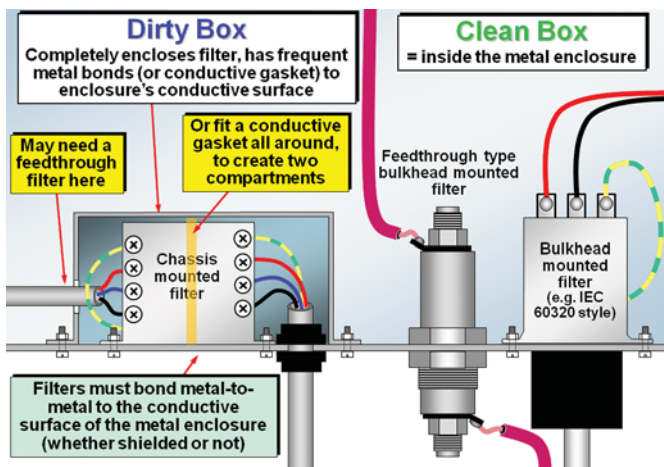 Dirty Box
Completely encloses filter, has frequent
metal bonds (or conductive gasket) to
enclosure's conductive surface
Clean Box
= inside the metal enclosure
May need a
feedthrough
filter here
Or fit a conductive
gasket all around,
to create two
compartments
Feedthrough type
bulkhead mounted
filter
Chassis
mounted
filter
Bulkhead
mounted
filter
(e.g. IEC
60320 style)
Filters must bond metal-to-
metal to the conductive
surface of the metal enclosure
(whether shielded or not)